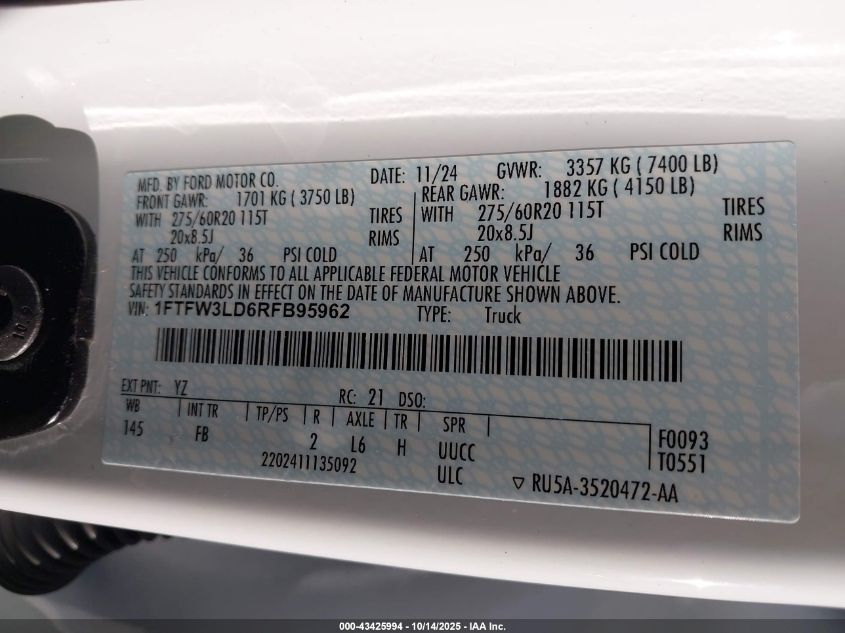 MFD. BY FORD MOTOR CO. DATE: 11/24 GVWR: 3357 KG ( 7400 LB)
FRONT GAWR: 1701 KG ( 3750 LB) REAR GAWR: 1882 KG ( 4150 LB)
WITH 275/60R20 115T TIRES WITH 275/60R20 115T TIRES
20x8.5J RIMS 20x8.5J RIMS
AT 250 kPa/ 36 PSI COLD AT 250 kPa/ 36 PSI COLD
THIS VEHICLE CONFORMS TO ALL APPLICABLE FEDERAL MOTOR VEHICLE
SAFETY STANDARDS IN EFFECT ON THE DATE OF MANUFACTURE SHOWN ABOVE.
VIN: 1FTFW3LD6RFB95962 TYPE: Truck
EXT PNT: YZ RC: 21 DSO:
WB INT TR TP/PS R AXLE TR SPR
145 FB 2 L6 H UUCC F0093
2202411135092 ULC T0551
RU5A-3520472-AA
000-43425994 - 10/14/2025 - IAA Inc.